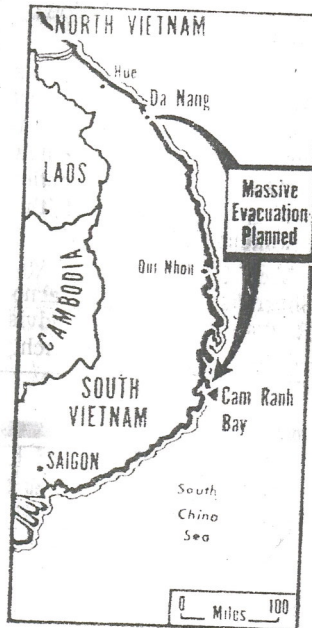 NORTH VIETNAM
Hue
Da Nang
LAOS
Massive
Evacuation
Planned
CAMBODIA
Qui Nhon
SOUTH
VIETNAM
Cam Ranh
Bay
SAIGON
South
China
Sea
0 Miles 100